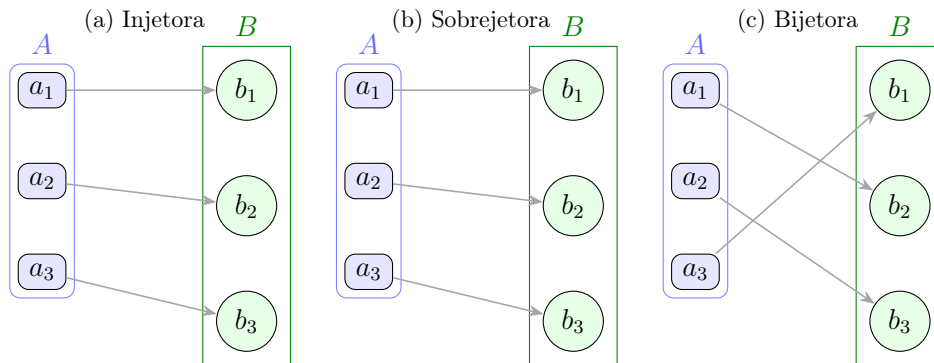 (a) Injetora
A
B
a₁
b₁
a₂
b₂
a₃
b₃
(b) Sobrejetora
A
B
a₁
b₁
a₂
b₂
a₃
b₃
(c) Bijetora
A
B
a₁
b₁
a₂
b₂
a₃
b₃